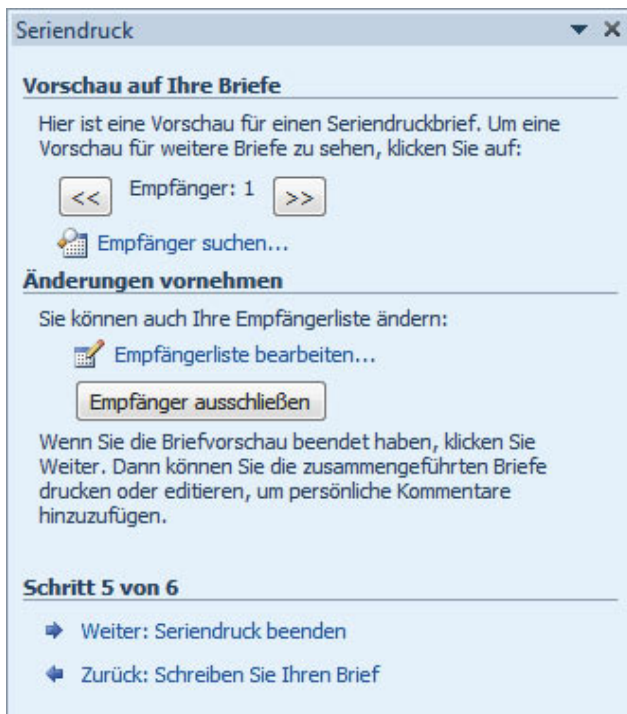 Seriendruck
Vorschau auf Ihre Briefe
Hier ist eine Vorschau für einen Seriendruckbrief. Um eine
Vorschau für weitere Briefe zu sehen, klicken Sie auf:
<< Empfänger: 1 >>
Empfänger suchen...
Änderungen vornehmen
Sie können auch Ihre Empfängerliste ändern:
Empfängerliste bearbeiten...
Empfänger ausschließen
Wenn Sie die Briefvorschau beendet haben, klicken Sie
Weiter. Dann können Sie die zusammengeführten Briefe
drucken oder editieren, um persönliche Kommentare
hinzuzufügen.
Schritt 5 von 6
Weiter: Seriendruck beenden
Zurück: Schreiben Sie Ihren Brief